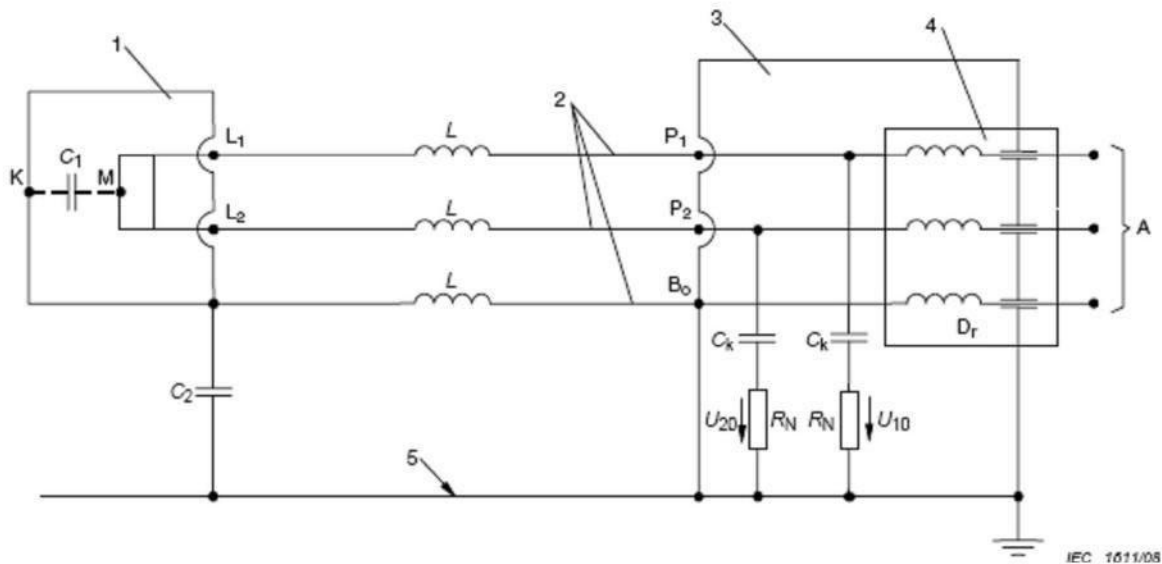 1
3
4
2
L1
L
P1
C1
K
M
L2
L
P2
A
L
Bo
Dr
Ck
Ck
C2
U20
RN
RN
U10
5
IEC 1611/08